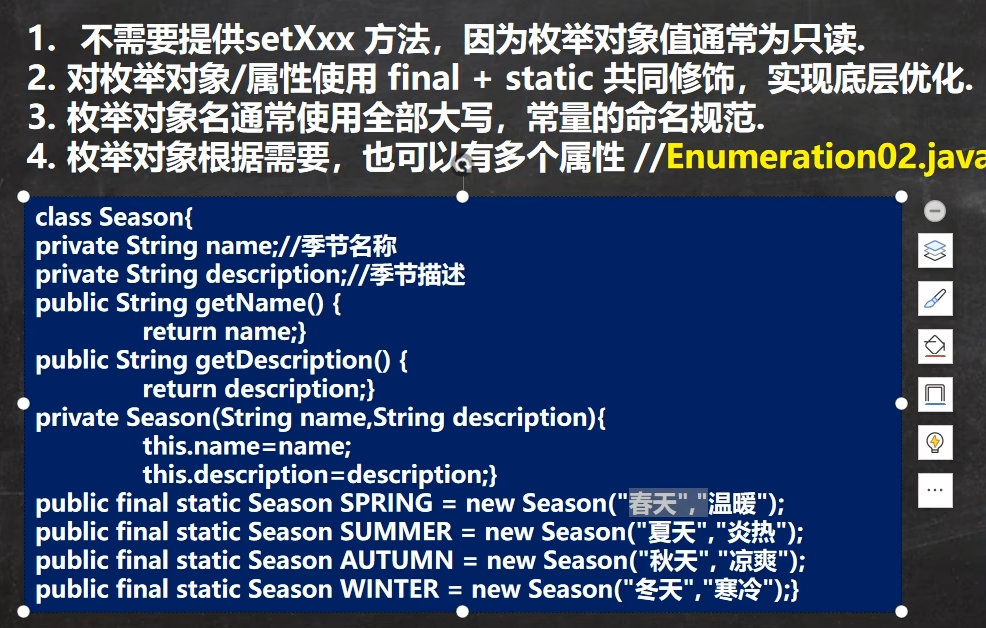 1. 不需要提供setXxx 方法，因为枚举对象值通常为只读.
2. 对枚举对象/属性使用 final + static 共同修饰，实现底层优化.
3. 枚举对象名通常使用全部大写，常量的命名规范.
4. 枚举对象根据需要，也可以有多个属性 //Enumeration02.java
class Season{
private String name;//季节名称
private String description;//季节描述
public String getName() {
return name;}
public String getDescription() {
return description;}
private Season(String name,String description){
this.name=name;
this.description=description;}
public final static Season SPRING = new Season("春天","温暖");
public final static Season SUMMER = new Season("夏天","炎热");
public final static Season AUTUMN = new Season("秋天","凉爽");
public final static Season WINTER = new Season("冬天","寒冷");}